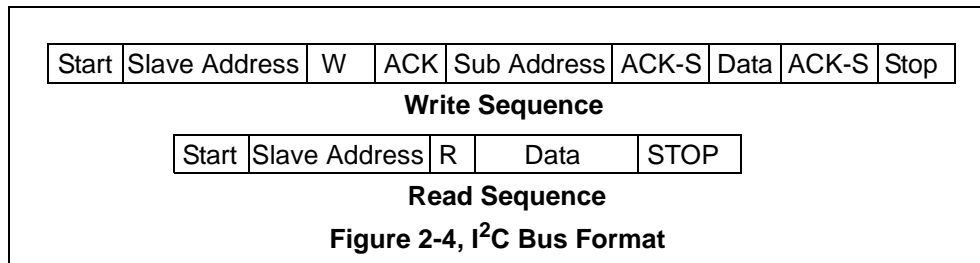 Start Slave Address W ACK Sub Address ACK-S Data ACK-S Stop
Write Sequence
Start Slave Address R Data STOP
Read Sequence
Figure 2-4, I²C Bus Format